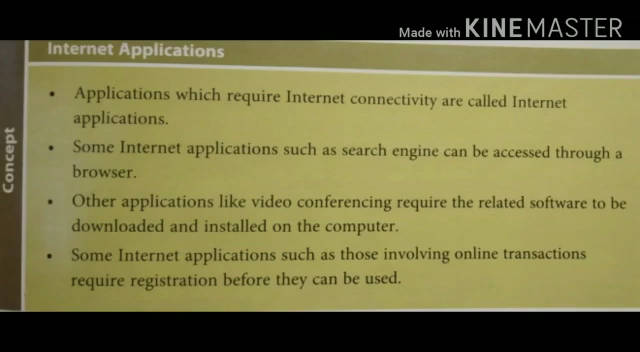 Made with KINEMASTER
Internet Applications
Concept
• Applications which require Internet connectivity are called Internet
applications.
• Some Internet applications such as search engine can be accessed through a
browser.
• Other applications like video conferencing require the related software to be
downloaded and installed on the computer.
• Some Internet applications such as those involving online transactions
require registration before they can be used.